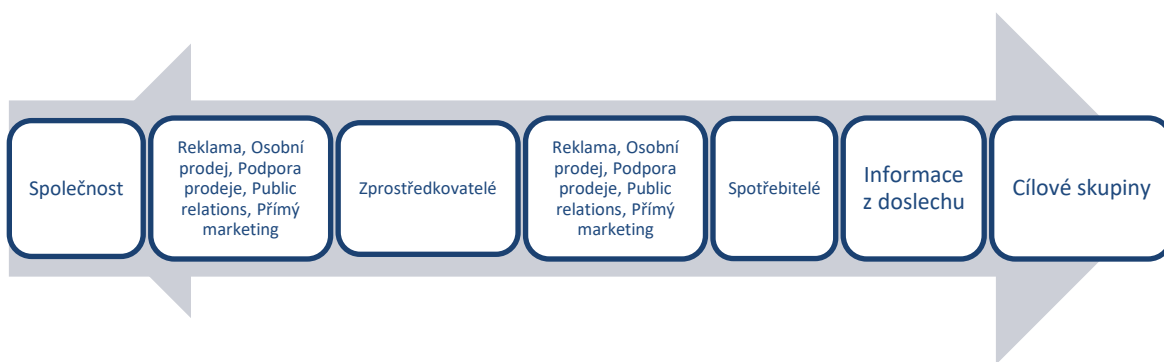 Společnost
Reklama, Osobní
prodej, Podpora
prodeje, Public
relations, Přímý
marketing
Zprostředkovatelé
Reklama, Osobní
prodej, Podpora
prodeje, Public
relations, Přímý
marketing
Spotřebitelé
Informace
z doslechu
Cílové skupiny